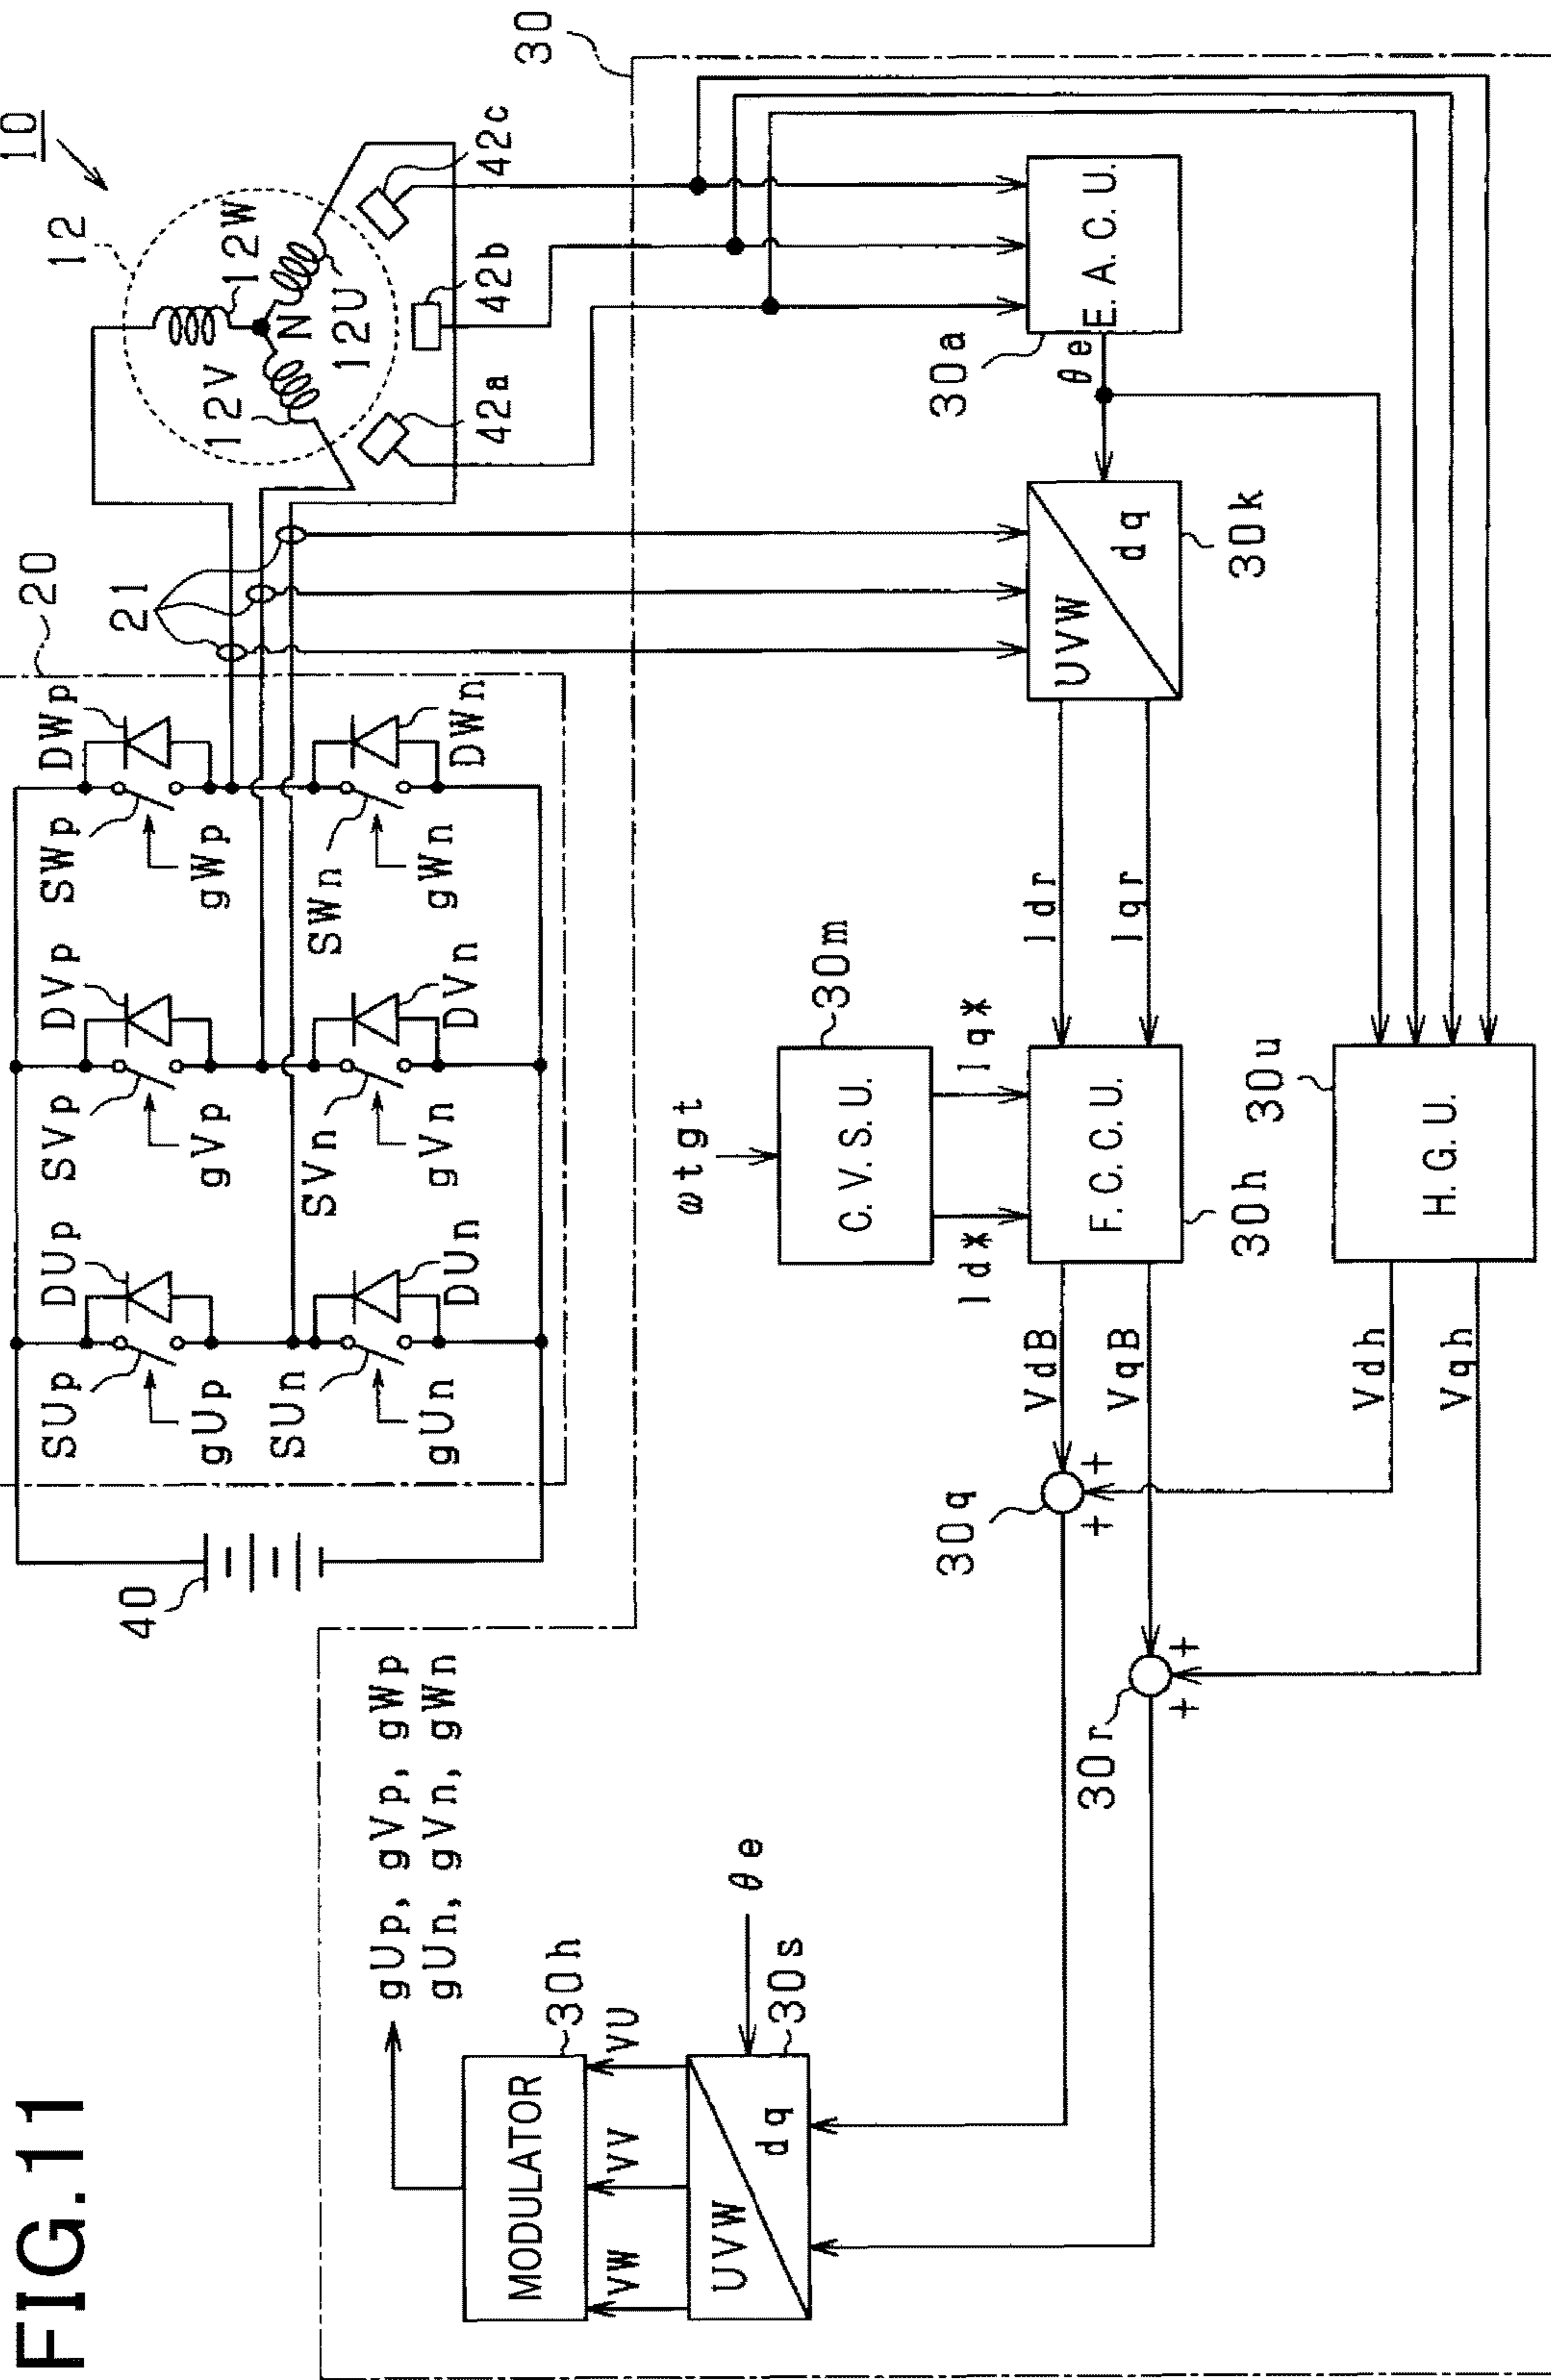 FIG.11
40
SUp
DUp
gUp
SUn
gUn
DUn
SVp
DVp
gVp
SVn
gVn
DVn
SWp
DWp
gWp
SWn
gWn
DWn
20
21
10
12
12W
12V
N
12U
42a
42b
42c
30
gUp, gVp, gWp
gUn, gVn, gWn
MODULATOR
30h
VW
VV
VU
UVW
dq
30s
θe
ωtgt
C. V. S. U.
30m
Id*
Iq*
30q
+
+
VdB
VqB
F. C. C. U.
30h
Idr
Iqr
UVW
dq
30k
θe
30a
E. A. C. U.
30r
+
+
Vdh
Vqh
H. G. U.
30u